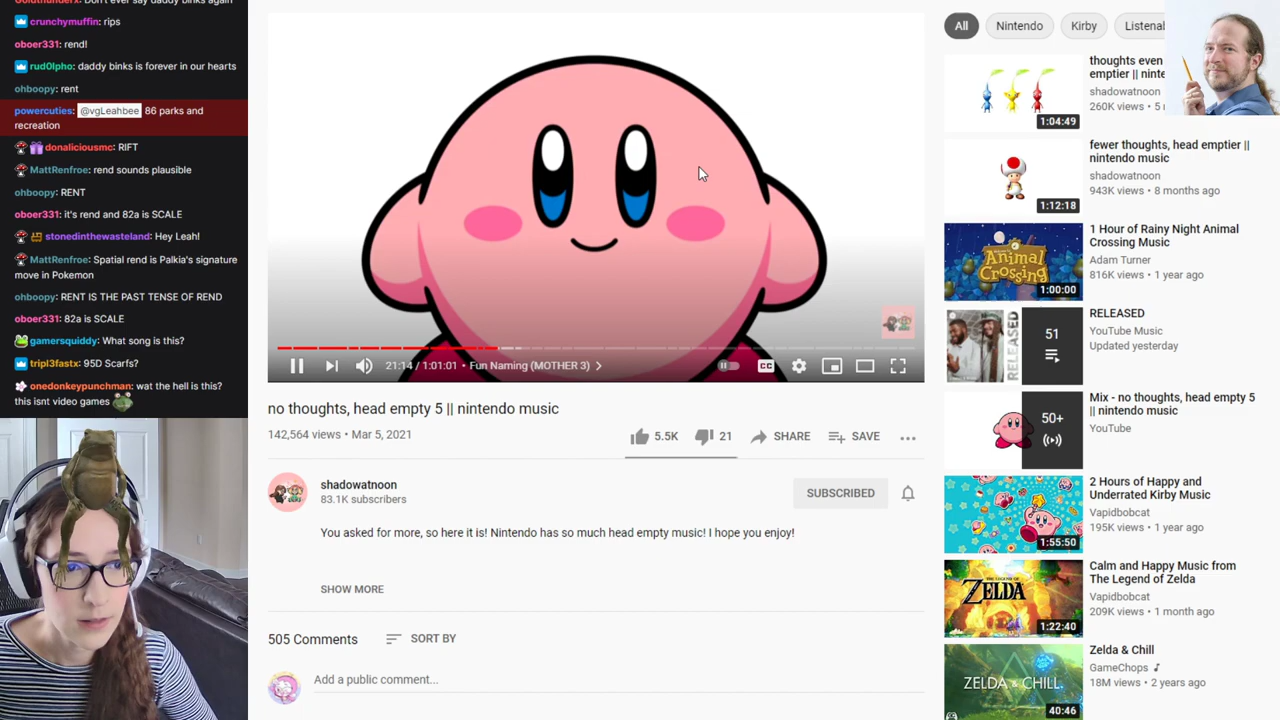 Goldthunderx: Don't ever say daddy binks again
crunchymuffin: rips
oboer331: rend!
rud0lpho: daddy binks is forever in our hearts
ohboopy: rent
powercuties: @vgLeahbee 86 parks and
recreation
donaliciousmc: RIFT
MattRenfroe: rend sounds plausible
ohboopy: RENT
oboer331: it's rend and 82a is SCALE
stonedinthewasteland: Hey Leah!
MattRenfroe: Spatial rend is Palkia's signature
move in Pokemon
ohboopy: RENT IS THE PAST TENSE OF REND
oboer331: 82a is SCALE
gamersquiddy: What song is this?
tripl3fastx: 95D Scarfs?
onedonkeypunchman: wat the hell is this?
this isnt video games
21:14 / 1:01:01 • Fun Naming (MOTHER 3)
CC
no thoughts, head empty 5 || nintendo music
142,564 views • Mar 5, 2021
5.5K
21
SHARE
SAVE
shadowatnoon
83.1K subscribers
SUBSCRIBED
You asked for more, so here it is! Nintendo has so much head empty music! I hope you enjoy!
SHOW MORE
505 Comments
SORT BY
Add a public comment...
All
Nintendo
Kirby
Listenab
thoughts even
emptier || ninte
shadowatnoon
260K views • 5
1:04:49
fewer thoughts, head emptier ||
nintendo music
shadowatnoon
943K views • 8 months ago
1:12:18
1 Hour of Rainy Night Animal
Crossing Music
Adam Turner
816K views • 1 year ago
ANIMAL
CROSSING
1:00:00
RELEASED
YouTube Music
Updated yesterday
RELEASED
51
Mix - no thoughts, head empty 5
|| nintendo music
YouTube
50+
2 Hours of Happy and
Underrated Kirby Music
Vapidbobcat
195K views • 1 year ago
1:55:50
Calm and Happy Music from
The Legend of Zelda
Vapidbobcat
209K views • 1 month ago
THE LEGEND OF
ZELDA
1:22:40
Zelda & Chill
GameChops
18M views • 2 years ago
ZELDA & CHILL
40:46